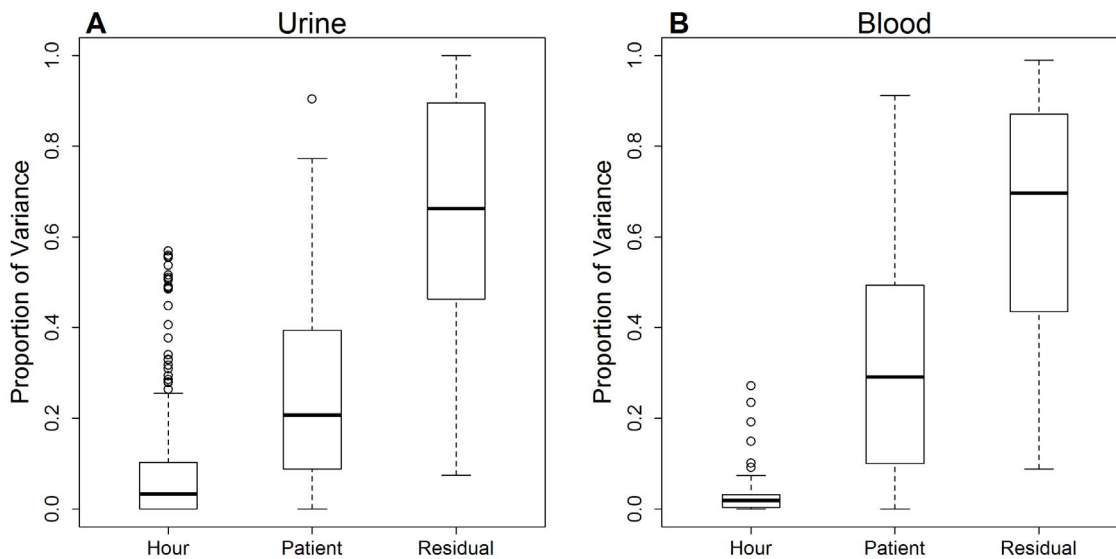 A Urine
Proportion of Variance
1.0
0.8
0.6
0.4
0.2
0.0
Hour Patient Residual
B Blood
Proportion of Variance
1.0
0.8
0.6
0.4
0.2
0.0
Hour Patient Residual